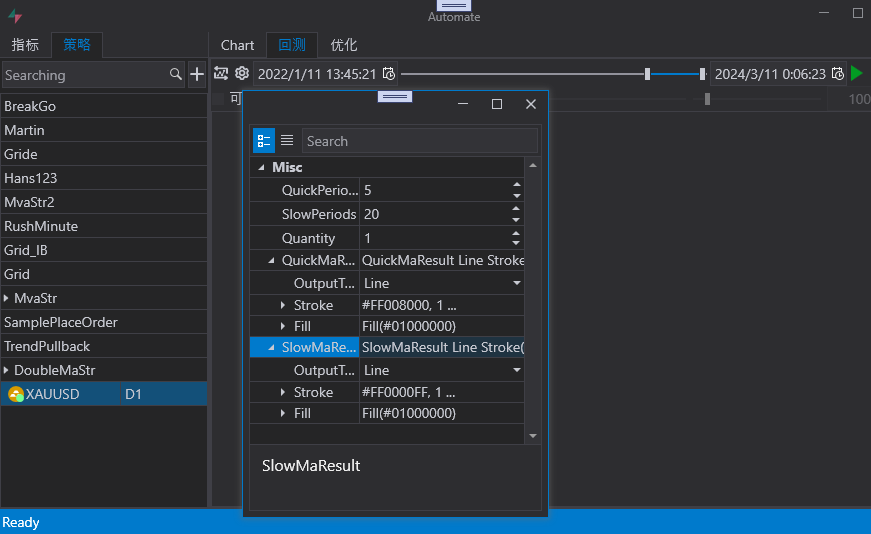 Automate
指标 策略 Chart 回测 优化
Searching 2022/1/11 13:45:21 2024/3/11 0:06:23
可 100
BreakGo
Martin
Gride
Hans123
MvaStr2
RushMinute
Grid_IB
Grid
MvaStr
SamplePlaceOrder
TrendPullback
DoubleMaStr
XAUUSD D1
Search
Misc
QuickPerio... 5
SlowPeriods 20
Quantity 1
QuickMaR... QuickMaResult Line Stroke
OutputT... Line
Stroke #FF008000, 1 ...
Fill Fill(#01000000)
SlowMaRe... SlowMaResult Line Stroke(
OutputT... Line
Stroke #FF0000FF, 1 ...
Fill Fill(#01000000)
SlowMaResult
Ready